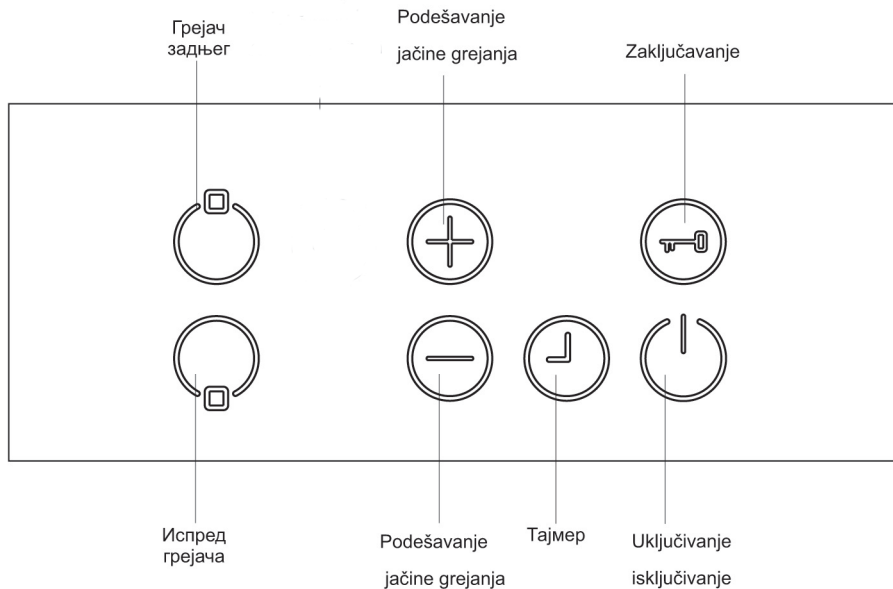 Грејач
задњег
Podešavanje
jačine grejanja
Zaključavanje
Испред
грејача
Podešavanje
jačine grejanja
Тајмер
Uključivanje
isključivanje